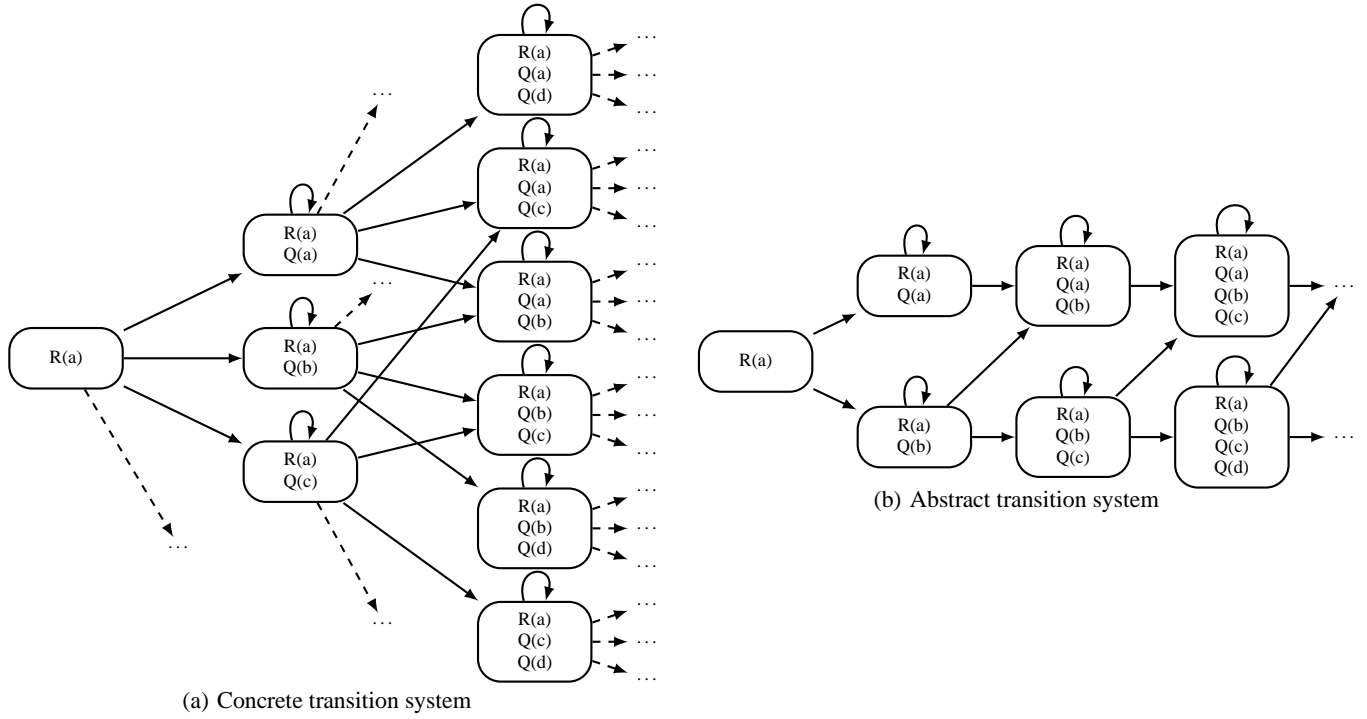 R(a)
...
R(a)
Q(a)
...
R(a)
Q(b)
R(a)
Q(c)
...
...
R(a)
Q(a)
Q(d)
...
...
...
R(a)
Q(a)
Q(c)
...
...
...
R(a)
Q(a)
Q(b)
...
...
...
R(a)
Q(b)
Q(c)
...
...
...
R(a)
Q(b)
Q(d)
...
...
...
R(a)
Q(c)
Q(d)
...
...
...
(a) Concrete transition system
R(a)
R(a)
Q(a)
R(a)
Q(b)
R(a)
Q(a)
Q(b)
R(a)
Q(b)
Q(c)
R(a)
Q(a)
Q(b)
Q(c)
...
R(a)
Q(b)
Q(c)
Q(d)
...
(b) Abstract transition system